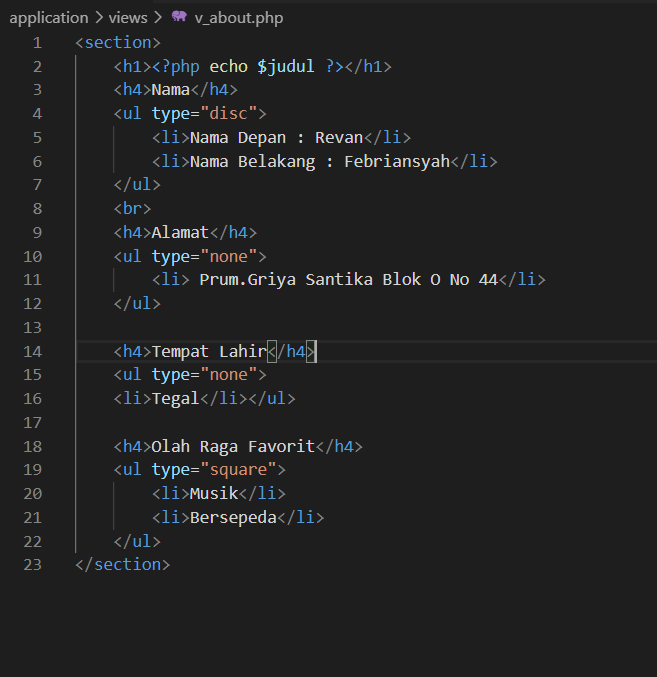 application > views > v_about.php
1 <section>
2 <h1><?php echo $judul ?></h1>
3 <h4>Nama</h4>
4 <ul type="disc">
5 <li>Nama Depan : Revan</li>
6 <li>Nama Belakang : Febriansyah</li>
7 </ul>
8 <br>
9 <h4>Alamat</h4>
10 <ul type="none">
11 <li> Prum.Griya Santika Blok O No 44</li>
12 </ul>
13
14 <h4>Tempat Lahir</h4>
15 <ul type="none">
16 <li>Tegal</li></ul>
17
18 <h4>Olah Raga Favorit</h4>
19 <ul type="square">
20 <li>Musik</li>
21 <li>Bersepeda</li>
22 </ul>
23 </section>